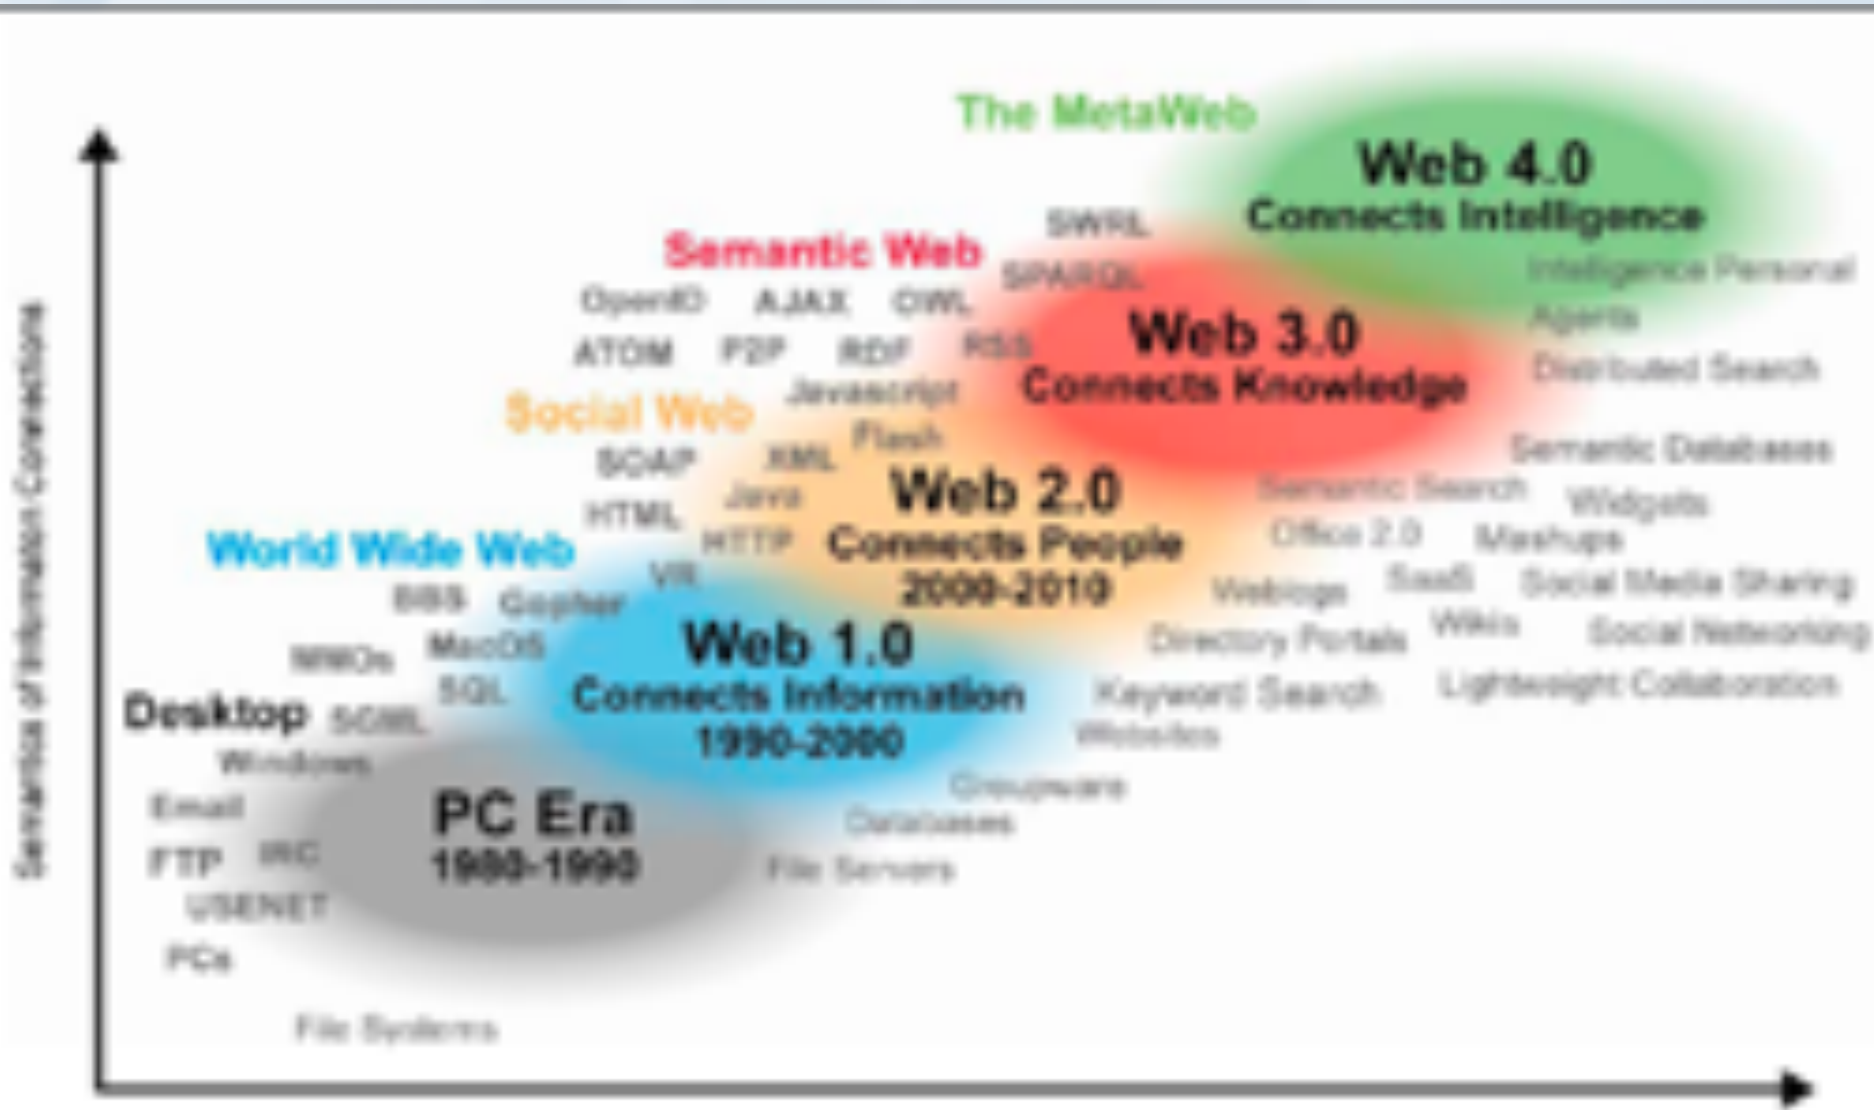 The MetaWeb
Web 4.0
Connects Intelligence
SWRL
Semantic Web
SPARQL
Intelligence Personal
Agents
OpenID AJAX OWL
Web 3.0
Connects Knowledge
ATOM P2P RDF RSS
Distributed Search
Javascript
Social Web
Flash
SOAP XML
Semantic Databases
Web 2.0
Connects People
2000-2010
Java
Semantic Search
Widgets
HTML
HTTP
Office 2.0
Mashups
World Wide Web
VR
Weblogs
SaaS
Social Media Sharing
BBS Gopher
Web 1.0
Connects Information
1990-2000
Directory Portals
Wikis
Social Networking
MMOs
MacOS
SQL
Keyword Search
Lightweight Collaboration
Desktop
SGML
Websites
Windows
Groupware
Email
PC Era
1980-1990
Databases
FTP IRC
File Servers
USENET
PCs
File Systems
Semantics of Information Connections